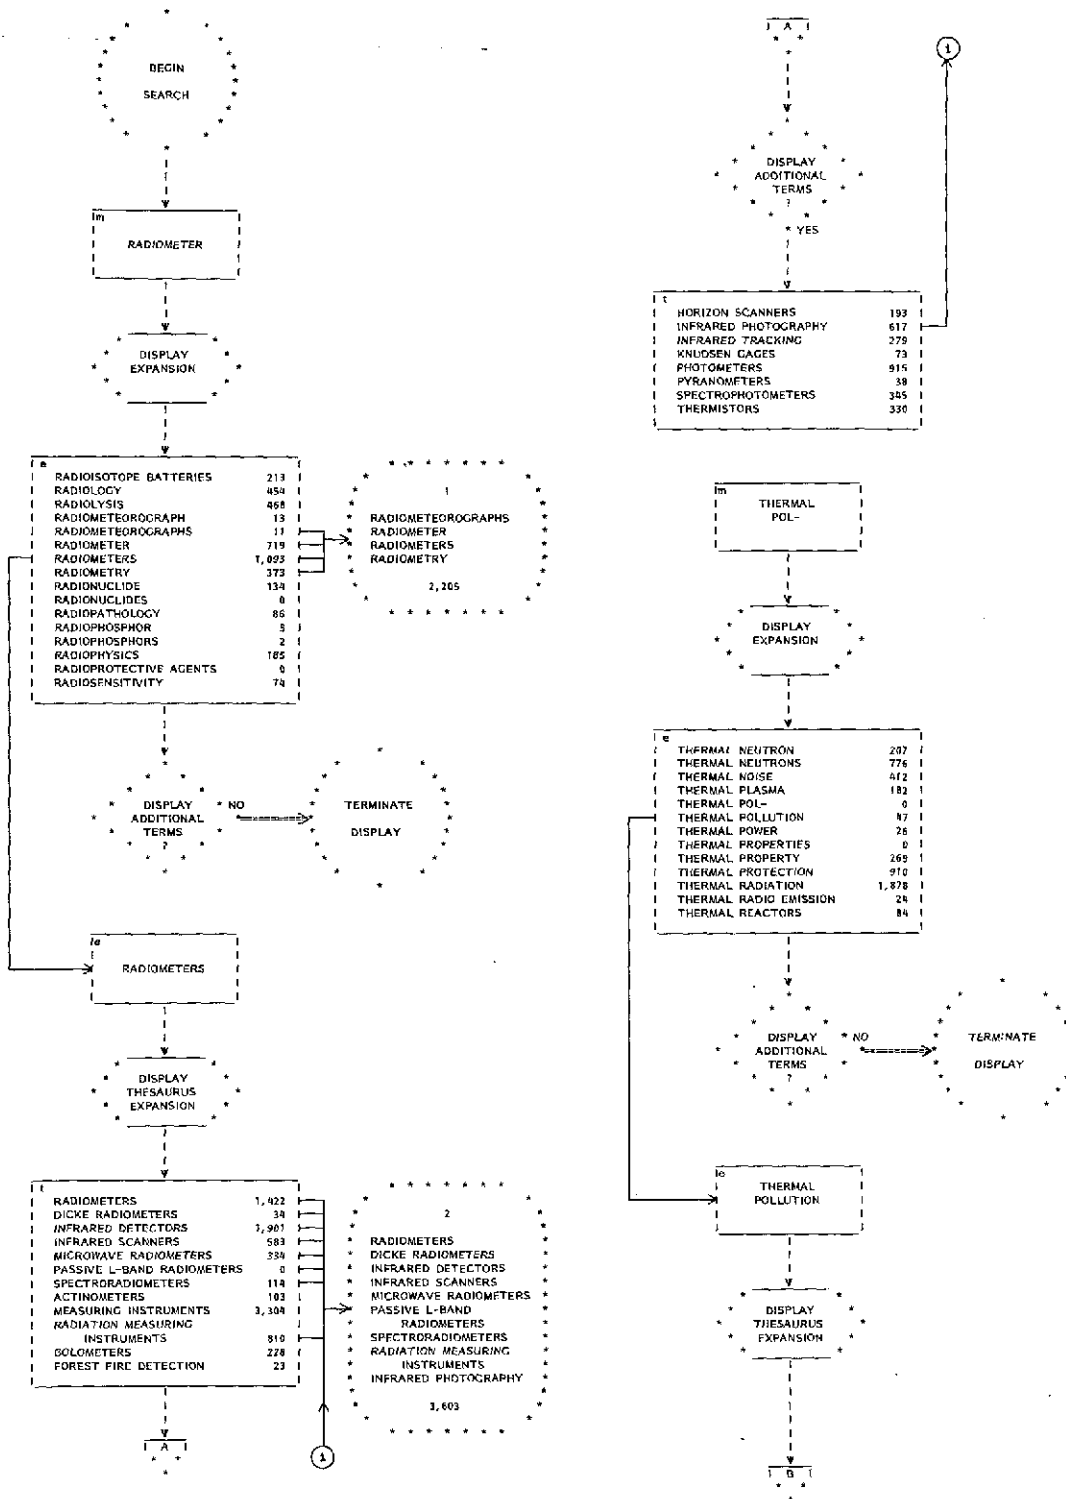 BEGIN
SEARCH
lm
RADIOMETER
DISPLAY
EXPANSION
e
RADIOISOTOPE BATTERIES 213
RADIOLOGY 454
RADIOLYSIS 468
RADIOMETEOROGRAPH 13
RADIOMETEOROGRAPHS 11
RADIOMETER 719
RADIOMETERS 1,093
RADIOMETRY 373
RADIONUCLIDE 134
RADIONUCLIDES 0
RADIOPATHOLOGY 86
RADIOPHOSPHOR 5
RADIOPHOSPHORS 2
RADIOPHYSICS 185
RADIOPROTECTIVE AGENTS 0
RADIOSENSITIVITY 74
1
RADIOMETEOROGRAPHS
RADIOMETER
RADIOMETERS
RADIOMETRY
2,205
DISPLAY
ADDITIONAL
TERMS
?
NO
TERMINATE
DISPLAY
le
RADIOMETERS
DISPLAY
THESAURUS
EXPANSION
t
RADIOMETERS 1,422
DICKE RADIOMETERS 34
INFRARED DETECTORS 1,901
INFRARED SCANNERS 583
MICROWAVE RADIOMETERS 334
PASSIVE L-BAND RADIOMETERS 0
SPECTRORADIOMETERS 114
ACTINOMETERS 103
MEASURING INSTRUMENTS 3,304
RADIATION MEASURING
INSTRUMENTS 810
BOLOMETERS 228
FOREST FIRE DETECTION 23
A
2
RADIOMETERS
DICKE RADIOMETERS
INFRARED DETECTORS
INFRARED SCANNERS
MICROWAVE RADIOMETERS
PASSIVE L-BAND
RADIOMETERS
SPECTRORADIOMETERS
RADIATION MEASURING
INSTRUMENTS
INFRARED PHOTOGRAPHY
3,603
1
A
1
DISPLAY
ADDITIONAL
TERMS
?
YES
t
HORIZON SCANNERS 193
INFRARED PHOTOGRAPHY 617
INFRARED TRACKING 279
KNUDSEN GAGES 73
PHOTOMETERS 915
PYRANOMETERS 38
SPECTROPHOTOMETERS 345
THERMISTORS 330
lm
THERMAL
POL-
DISPLAY
EXPANSION
e
THERMAL NEUTRON 207
THERMAL NEUTRONS 776
THERMAL NOISE 412
THERMAL PLASMA 182
THERMAL POL- 0
THERMAL POLLUTION 47
THERMAL POWER 26
THERMAL PROPERTIES 0
THERMAL PROPERTY 269
THERMAL PROTECTION 910
THERMAL RADIATION 1,878
THERMAL RADIO EMISSION 24
THERMAL REACTORS 84
DISPLAY
ADDITIONAL
TERMS
?
NO
TERMINATE
DISPLAY
le
THERMAL
POLLUTION
DISPLAY
THESAURUS
EXPANSION
B